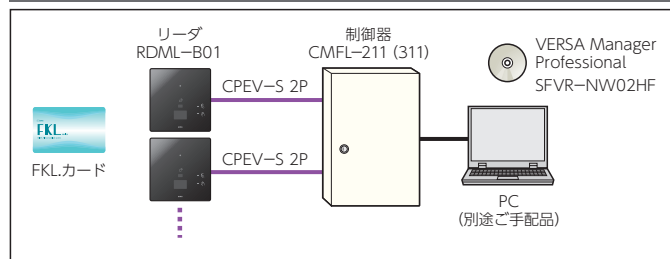 リーダ
RDML−B01
制御器
CMFL−211 (311)
VERSA Manager
Professional
SFVR−NW02HF
CPEV−S 2P
FKL..
FKL.カード
CPEV−S 2P
PC
(別途ご手配品)